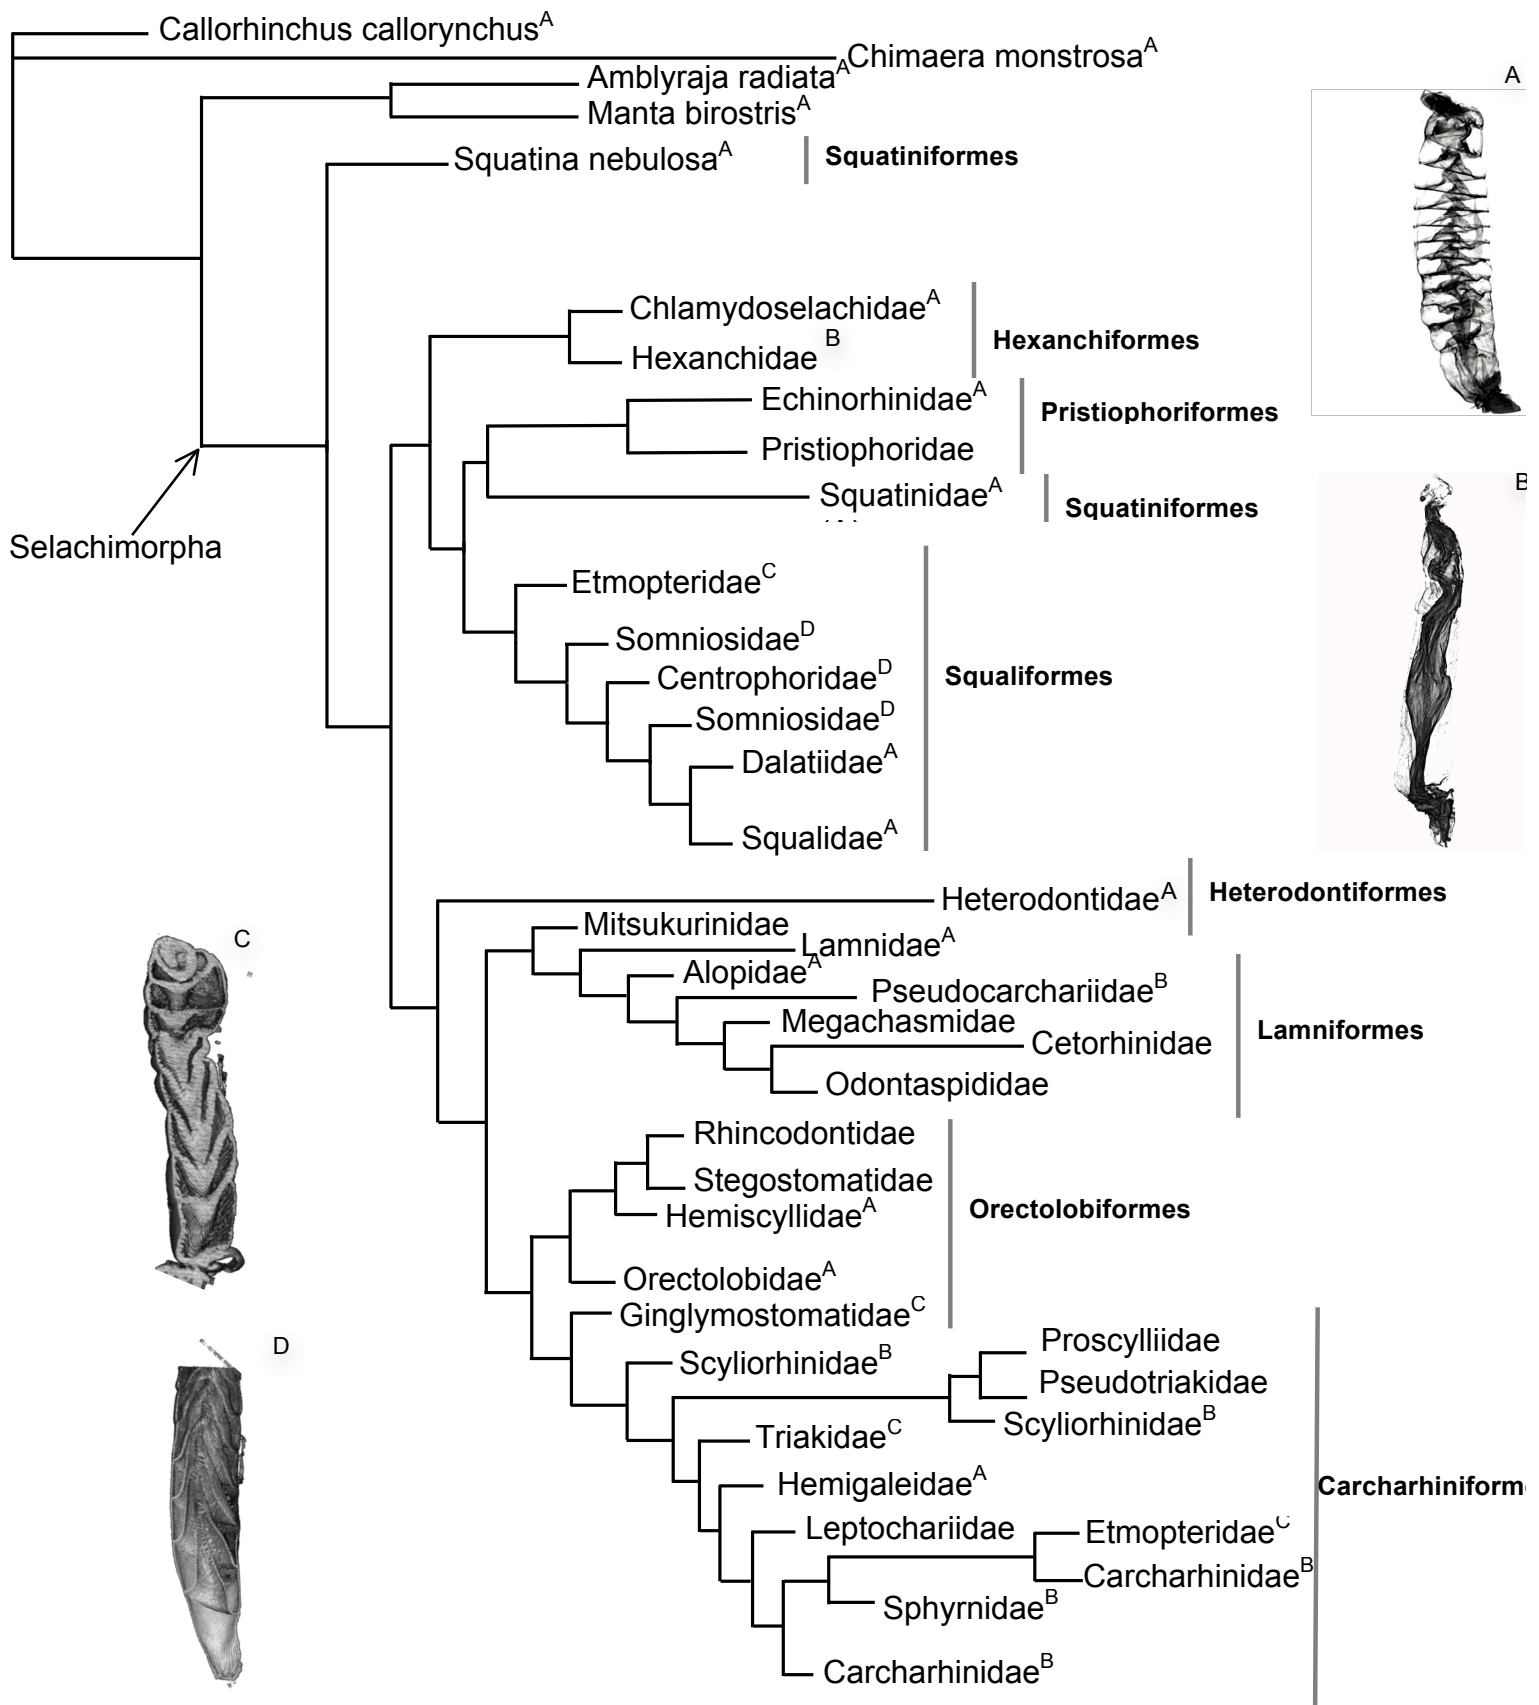 Callorhinchus callorynchusA
Chimaera monstrosaA
Amblyraja radiataA
Manta birostrisA
A
Squatina nebulosaA
Squatiniformes
ChlamydoselachidaeA
Hexanchidae B
Hexanchiformes
EchinorhinidaeA
Pristiophoridae
Pristiophoriformes
SquatinidaeA
Squatiniformes
B
Selachimorpha
EtmopteridaeC
SomniosidaeD
CentrophoridaeD
SomniosidaeD
DalatiidaeA
SqualidaeA
Squaliformes
HeterodontidaeA
Heterodontiformes
C
Mitsukurinidae
LamnidaeA
AlopidaeA
PseudocarchariidaeB
Megachasmidae
Cetorhinidae
Odontaspididae
Lamniformes
Rhincodontidae
Stegostomatidae
HemiscyllidaeA
OrectolobidaeA
Orectolobiformes
GinglymostomatidaeC
D
ScyliorhinidaeB
Proscylliidae
Pseudotriakidae
ScyliorhinidaeB
TriakidaeC
HemigaleidaeA
Leptochariidae
EtmopteridaeC
CarcharhinidaeB
SphyrnidaeB
CarcharhinidaeB
Carcharhiniform